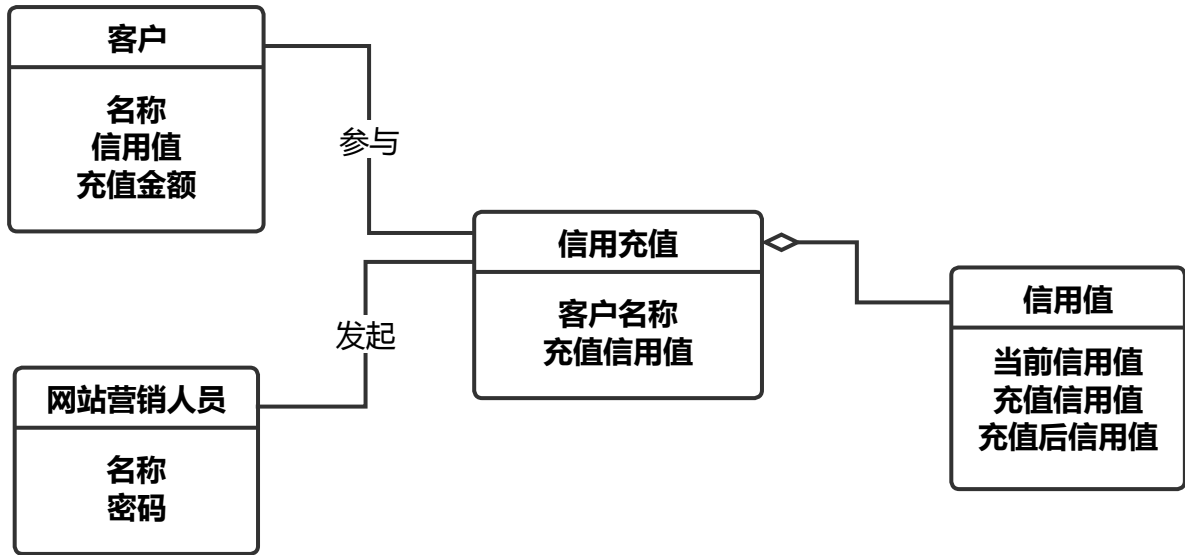 客户
名称
信用值
充值金额
参与
信用充值
客户名称
充值信用值
发起
网站营销人员
名称
密码
信用值
当前信用值
充值信用值
充值后信用值